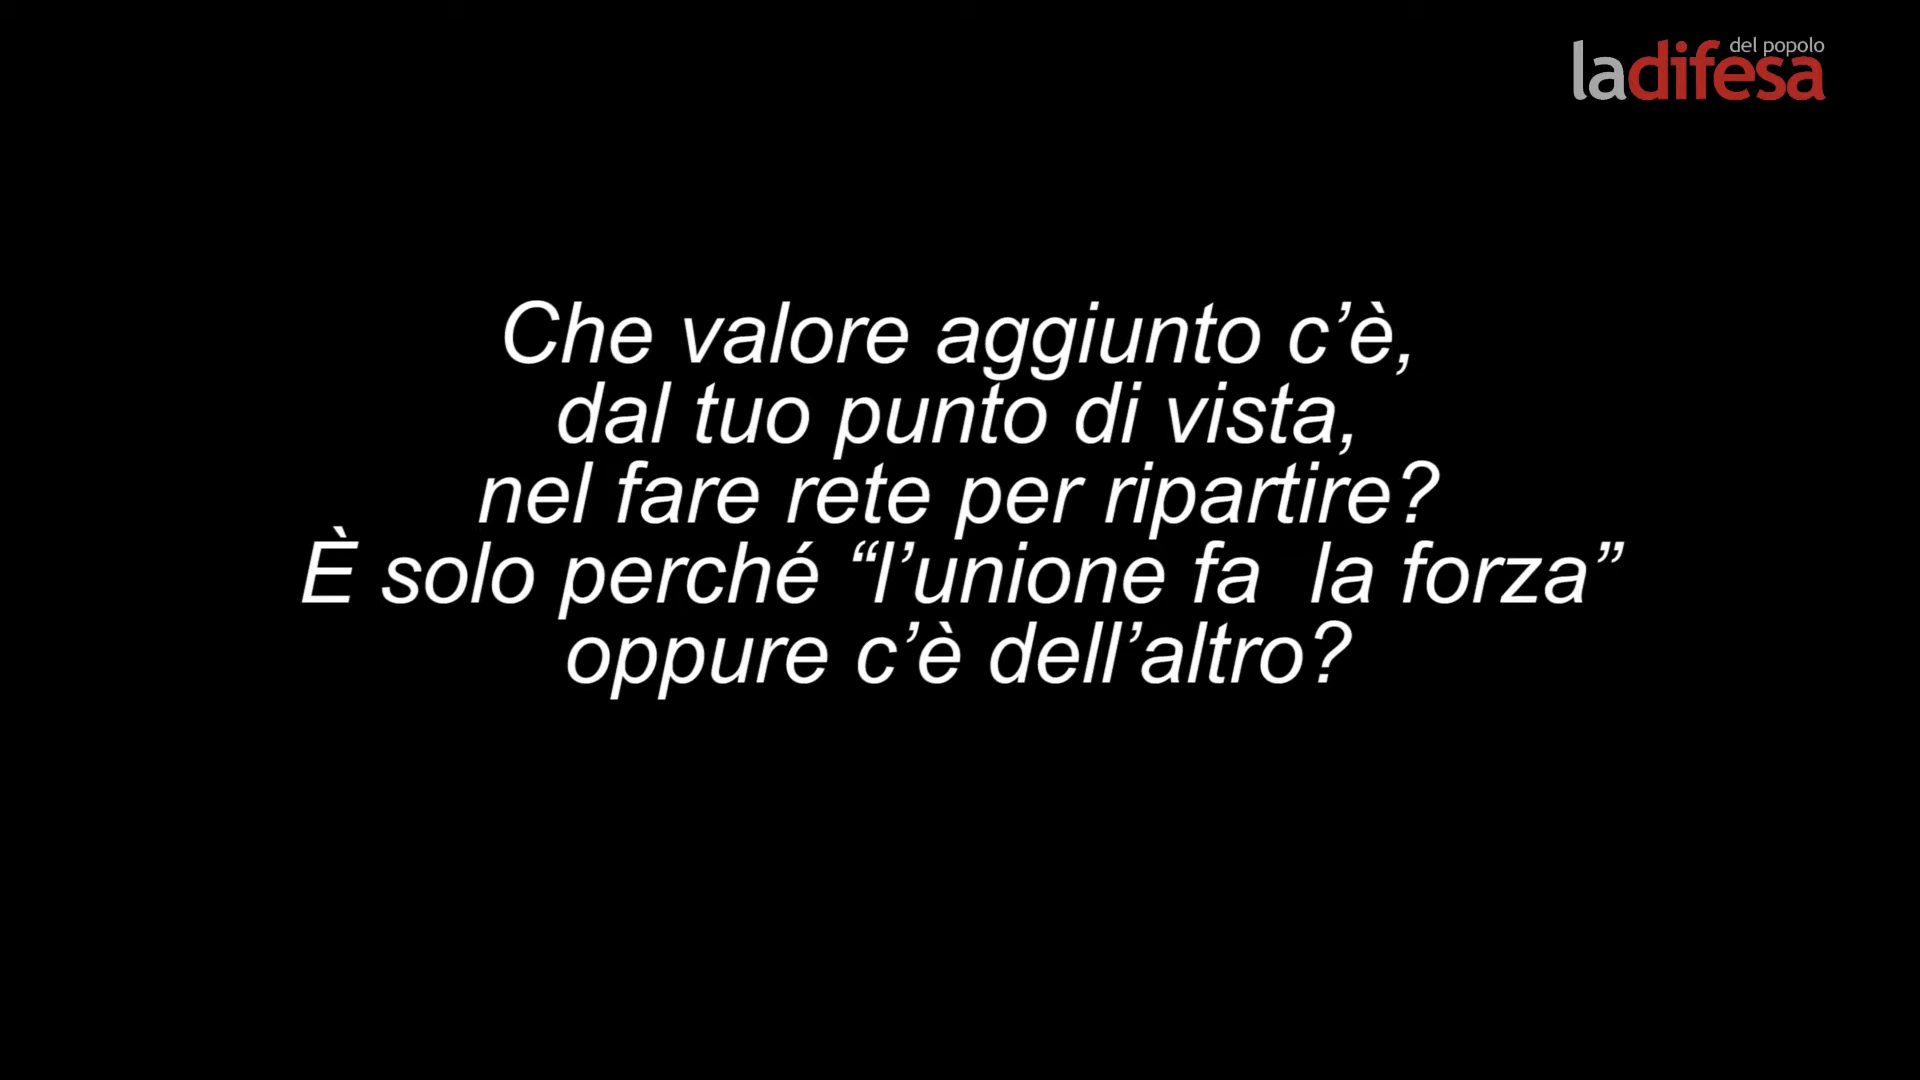 del popolo
ladifesa
Che valore aggiunto c’è,
dal tuo punto di vista,
nel fare rete per ripartire?
È solo perché “l’unione fa  la forza”
oppure c’è dell’altro?